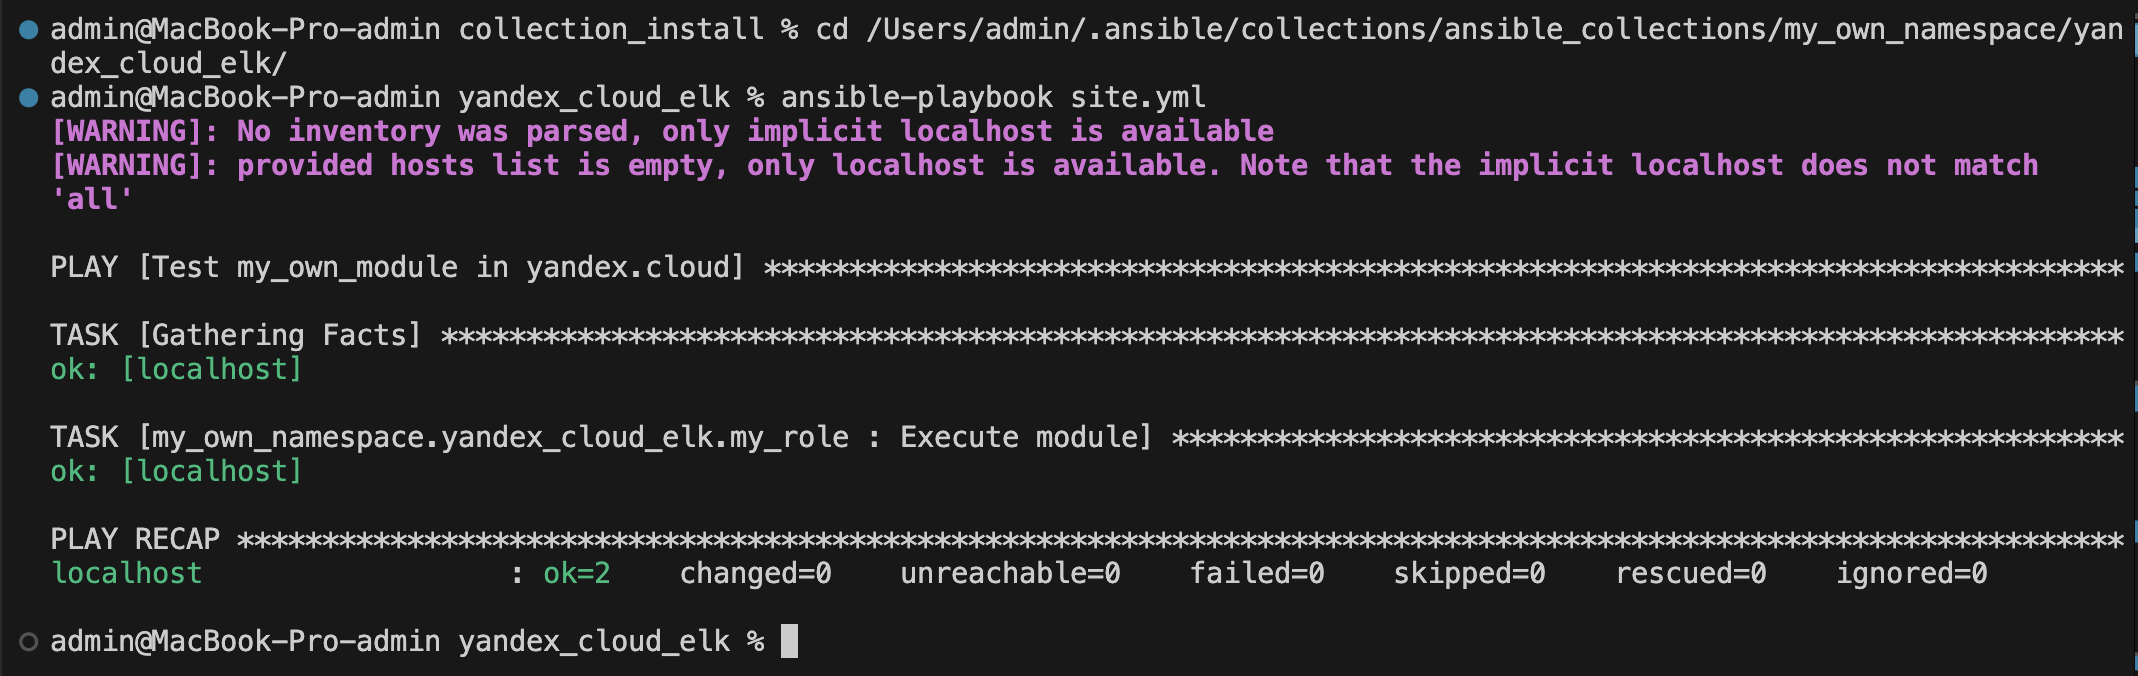 admin@MacBook-Pro-admin collection_install % cd /Users/admin/.ansible/collections/ansible_collections/my_own_namespace/yan
dex_cloud_elk/
admin@MacBook-Pro-admin yandex_cloud_elk % ansible-playbook site.yml
[WARNING]: No inventory was parsed, only implicit localhost is available
[WARNING]: provided hosts list is empty, only localhost is available. Note that the implicit localhost does not match
'all'
PLAY [Test my_own_module in yandex.cloud] ********************************************************************************
TASK [Gathering Facts] ***************************************************************************************************
ok: [localhost]
TASK [my_own_namespace.yandex_cloud_elk.my_role : Execute module] ********************************************************
ok: [localhost]
PLAY RECAP ***************************************************************************************************************
localhost                  : ok=2    changed=0    unreachable=0    failed=0    skipped=0    rescued=0    ignored=0
admin@MacBook-Pro-admin yandex_cloud_elk %